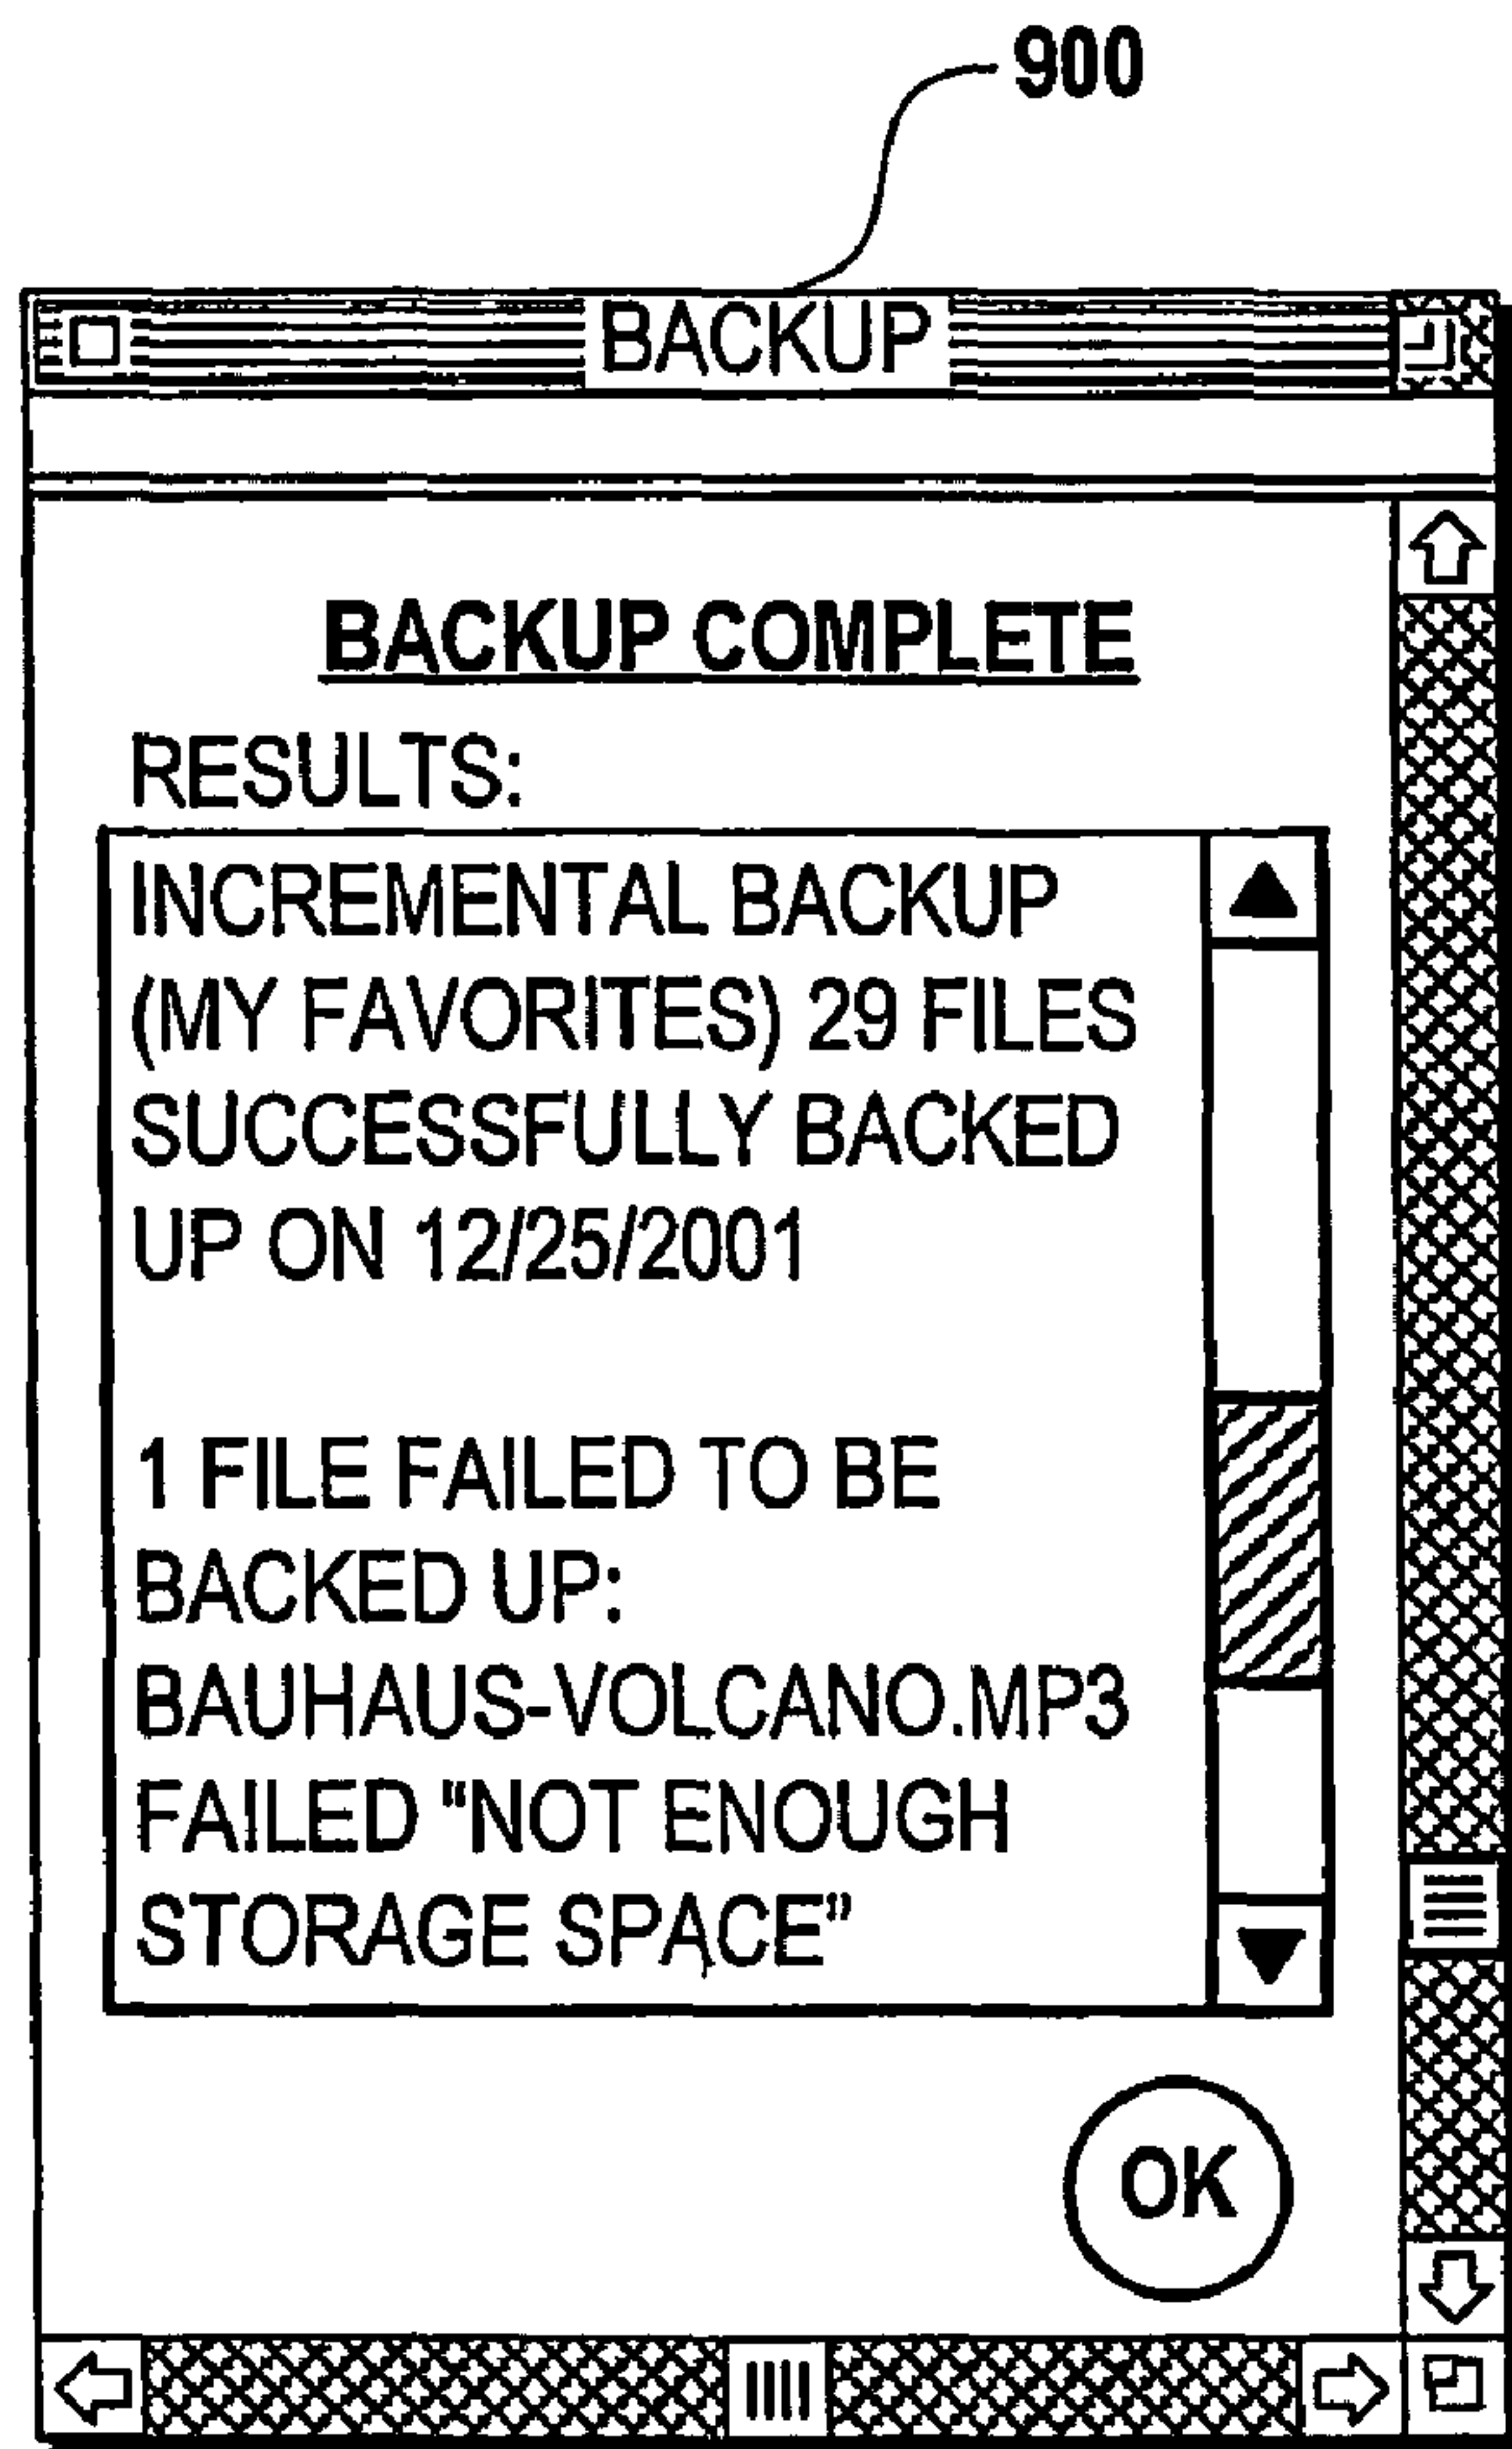 900
BACKUP
BACKUP COMPLETE
RESULTS:
INCREMENTAL BACKUP
(MY FAVORITES) 29 FILES
SUCCESSFULLY BACKED
UP ON 12/25/2001
1 FILE FAILED TO BE
BACKED UP:
BAUHAUS-VOLCANO.MP3
FAILED "NOT ENOUGH
STORAGE SPACE"
OK